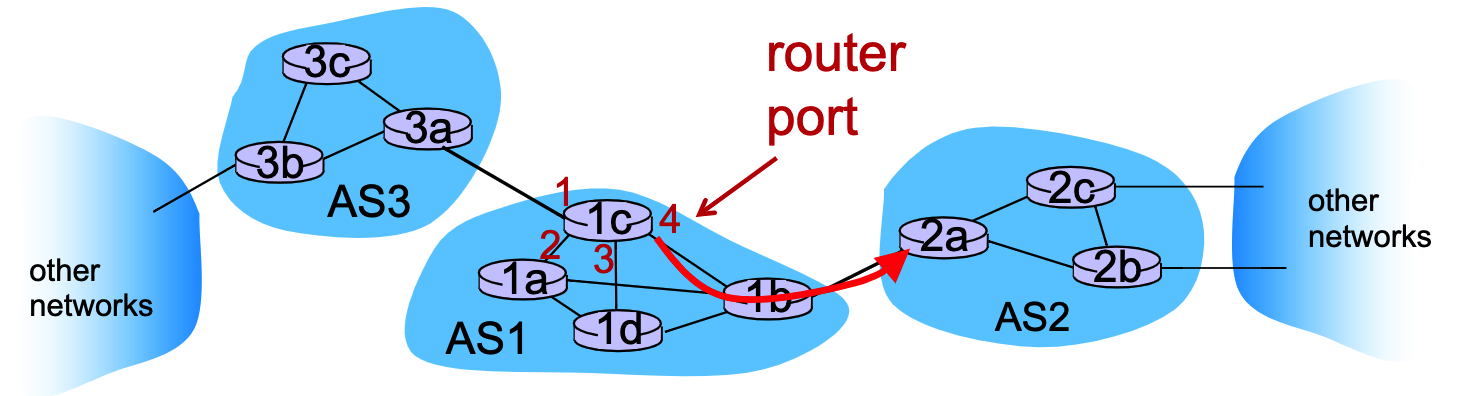 router
port
3c
3a
3b
AS3
other
networks
1
1c
4
2
3
1a
1b
1d
AS1
2c
2a
2b
AS2
other
networks